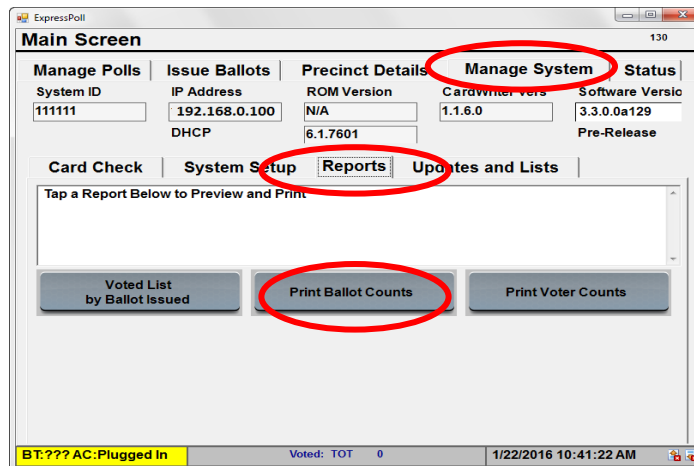 ExpressPoll
Main Screen 130
Manage Polls Issue Ballots Precinct Details Manage System Status
System ID IP Address ROM Version CardWriter Vers Software Versio
111111 192.168.0.100 N/A 1.1.6.0 3.3.0.0a129
DHCP 6.1.7601 Pre-Release
Card Check System Setup Reports Updates and Lists
Tap a Report Below to Preview and Print
Voted List
by Ballot Issued
Print Ballot Counts Print Voter Counts
BT:??? AC:Plugged In Voted: TOT 0 1/22/2016 10:41:22 AM